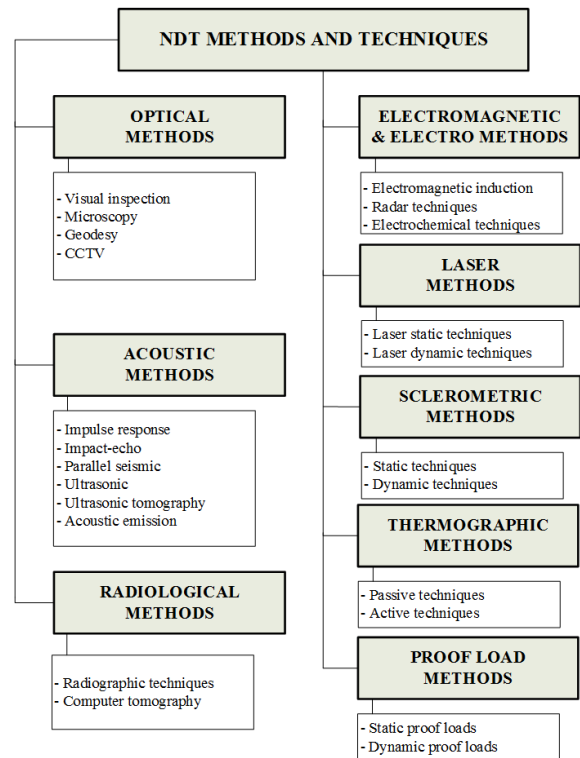 NDT METHODS AND TECHNIQUES
OPTICAL
METHODS
- Visual inspection
- Microscopy
- Geodesy
- CCTV
ACOUSTIC
METHODS
- Impulse response
- Impact-echo
- Parallel seismic
- Ultrasonic
- Ultrasonic tomography
- Acoustic emission
RADIOLOGICAL
METHODS
- Radiographic techniques
- Computer tomography
ELECTROMAGNETIC
& ELECTRO METHODS
- Electromagnetic induction
- Radar techniques
- Electrochemical techniques
LASER
METHODS
- Laser static techniques
- Laser dynamic techniques
SCLEROMETRIC
METHODS
- Static techniques
- Dynamic techniques
THERMOGRAPHIC
METHODS
- Passive techniques
- Active techniques
PROOF LOAD
METHODS
- Static proof loads
- Dynamic proof loads